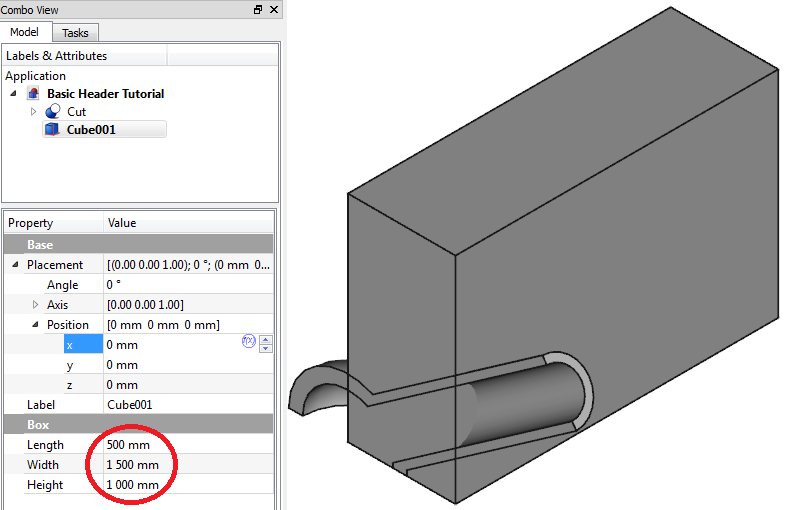 Combo View
Model Tasks
Labels & Attributes
Application
Basic Header Tutorial
Cut
Cube001
Property Value
Base
Placement [(0.00 0.00 1.00); 0 °; (0 mm 0...
Angle 0 °
Axis [0.00 0.00 1.00]
Position [0 mm 0 mm 0 mm]
x 0 mm f(x)
y 0 mm
z 0 mm
Label Cube001
Box
Length 500 mm
Width 1 500 mm
Height 1 000 mm